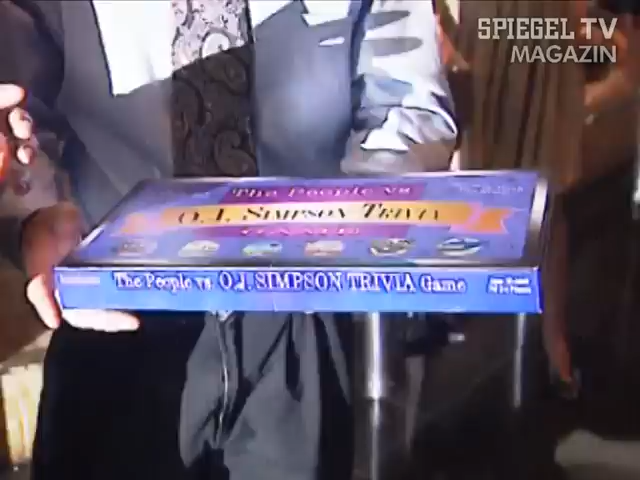 SPIEGEL TV
MAGAZIN
The People vs
O.J. SIMPSON TRIVIA
GAME
The People vs. O.J. SIMPSON TRIVIA Game